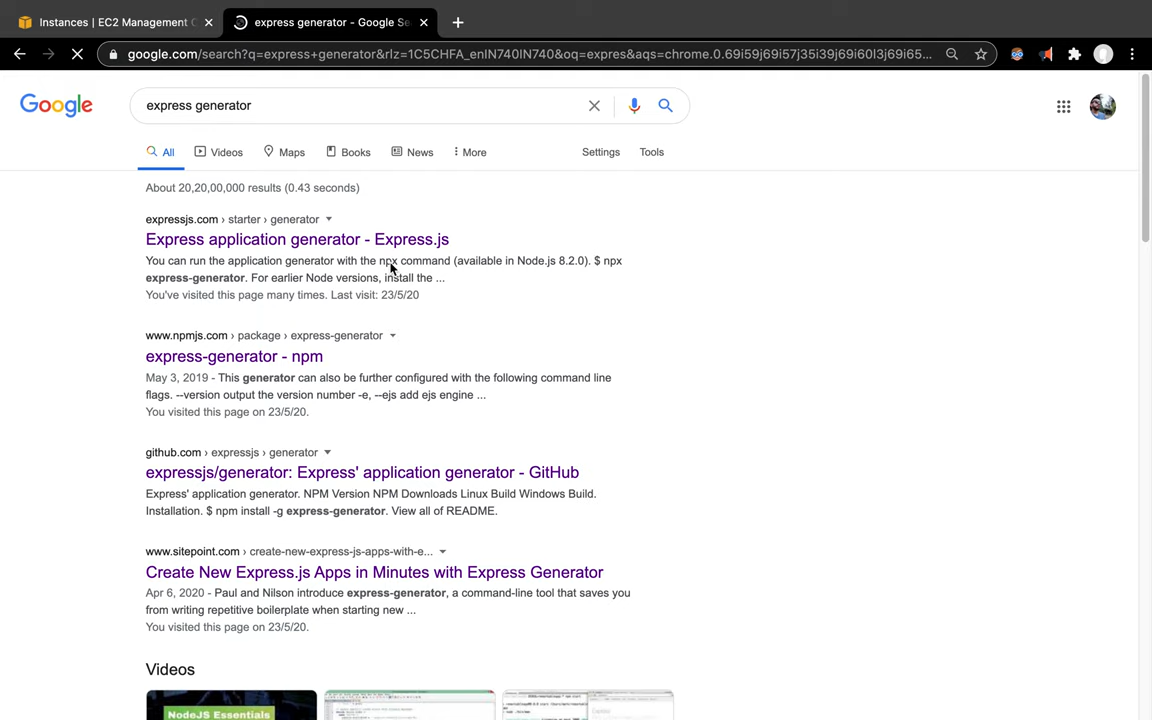 Instances | EC2 Management C
express generator - Google Se
google.com/search?q=express+generator&rlz=1C5CHFA_enIN740IN740&oq=expres&aqs=chrome.0.69i59j69i57j35i39j69i60l3j69i65...
Google
express generator
All
Videos
Maps
Books
News
More
Settings
Tools
About 20,20,00,000 results (0.43 seconds)
expressjs.com › starter › generator
Express application generator - Express.js
You can run the application generator with the npx command (available in Node.js 8.2.0). $ npx
express-generator. For earlier Node versions, install the ...
You've visited this page many times. Last visit: 23/5/20
www.npmjs.com › package › express-generator
express-generator - npm
May 3, 2019 - This generator can also be further configured with the following command line
flags. --version output the version number -e, --ejs add ejs engine ...
You visited this page on 23/5/20.
github.com › expressjs › generator
expressjs/generator: Express' application generator - GitHub
Express' application generator. NPM Version NPM Downloads Linux Build Windows Build.
Installation. $ npm install -g express-generator. View all of README.
www.sitepoint.com › create-new-express-js-apps-with-e...
Create New Express.js Apps in Minutes with Express Generator
Apr 6, 2020 - Paul and Nilson introduce express-generator, a command-line tool that saves you
from writing repetitive boilerplate when starting new ...
You visited this page on 23/5/20.
Videos
NodeJS Essentials